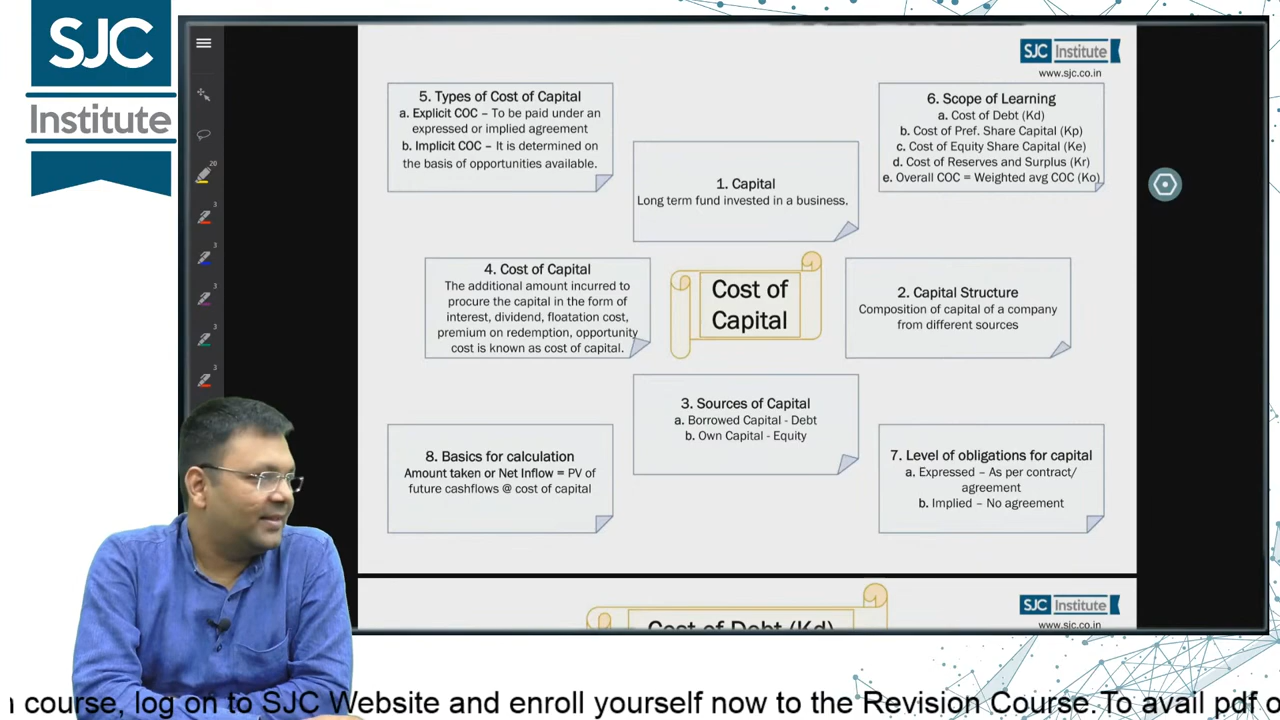 SJC
Institute
SJC Institute
www.sjc.co.in
5. Types of Cost of Capital
a. Explicit COC – To be paid under an
expressed or implied agreement
b. Implicit COC – It is determined on
the basis of opportunities available.
1. Capital
Long term fund invested in a business.
6. Scope of Learning
a. Cost of Debt (Kd)
b. Cost of Pref. Share Capital (Kp)
c. Cost of Equity Share Capital (Ke)
d. Cost of Reserves and Surplus (Kr)
e. Overall COC = Weighted avg COC (Ko)
4. Cost of Capital
The additional amount incurred to
procure the capital in the form of
interest, dividend, floatation cost,
premium on redemption, opportunity
cost is known as cost of capital.
Cost of
Capital
2. Capital Structure
Composition of capital of a company
from different sources
3. Sources of Capital
a. Borrowed Capital - Debt
b. Own Capital - Equity
8. Basics for calculation
Amount taken or Net Inflow = PV of
future cashflows @ cost of capital
7. Level of obligations for capital
a. Expressed – As per contract/
agreement
b. Implied – No agreement
20
3
3
3
3
3
Cost of Debt (Kd)
SJC Institute
www.sjc.co.in
course, log on to SJC Website and enroll yourself now to the Revision Course.To avail pdf o